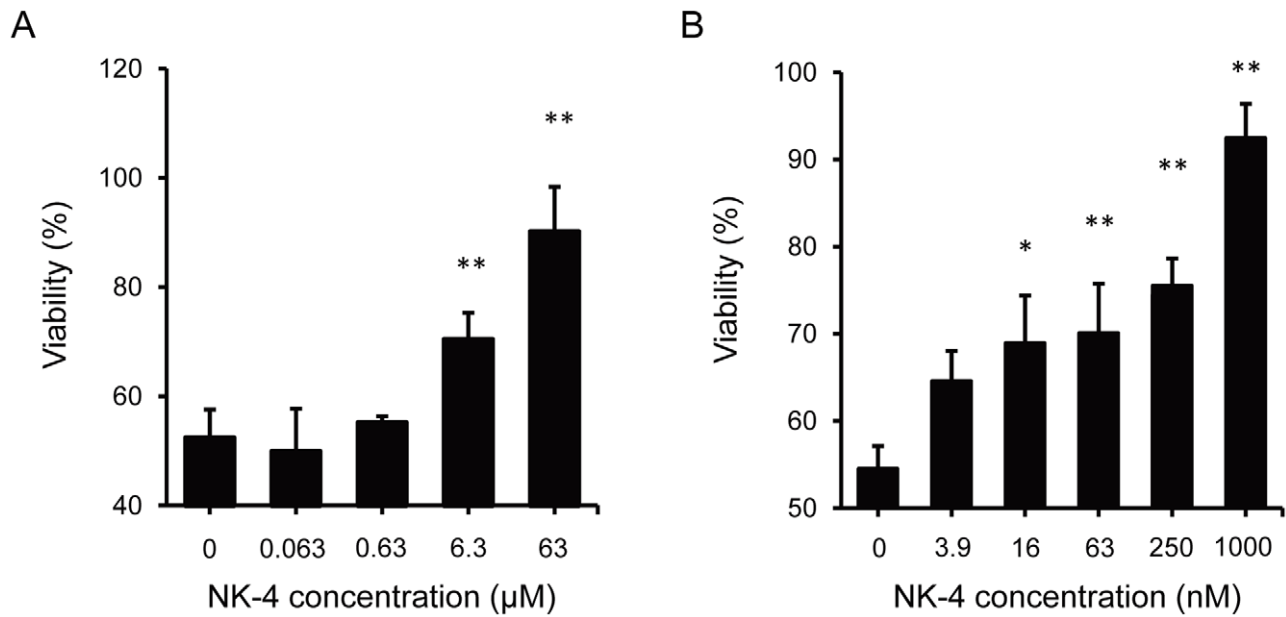 A
Viability (%)
120
100
80
60
40
**
**
0 0.063 0.63 6.3 63
NK-4 concentration (µM)
B
Viability (%)
100
90
80
70
60
50
*
**
**
**
0 3.9 16 63 250 1000
NK-4 concentration (nM)